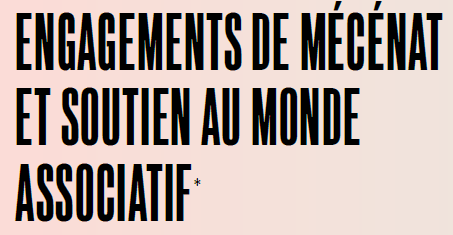 ENGAGEMENTS DE MÉCÉNAT
ET SOUTIEN AU MONDE
ASSOCIATIF*